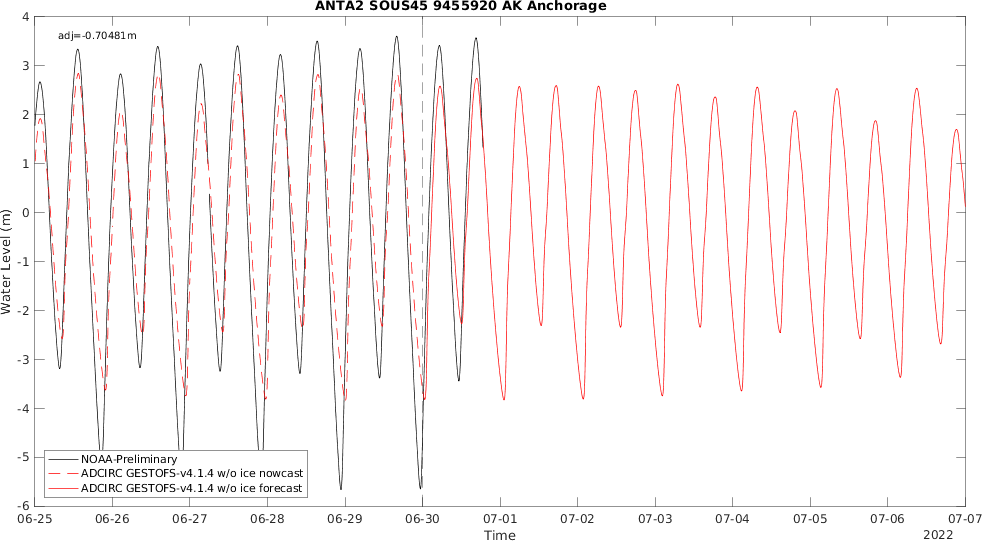 ANTA2 SOUS45 9455920 AK Anchorage
adj=-0.70481m
4
3
2
1
0
-1
-2
-3
-4
-5
-6
Water Level (m)
NOAA-Preliminary
ADCIRC GESTOFS-v4.1.4 w/o ice nowcast
ADCIRC GESTOFS-v4.1.4 w/o ice forecast
06-25 06-26 06-27 06-28 06-29 06-30 07-01 07-02 07-03 07-04 07-05 07-06 07-07
Time
2022